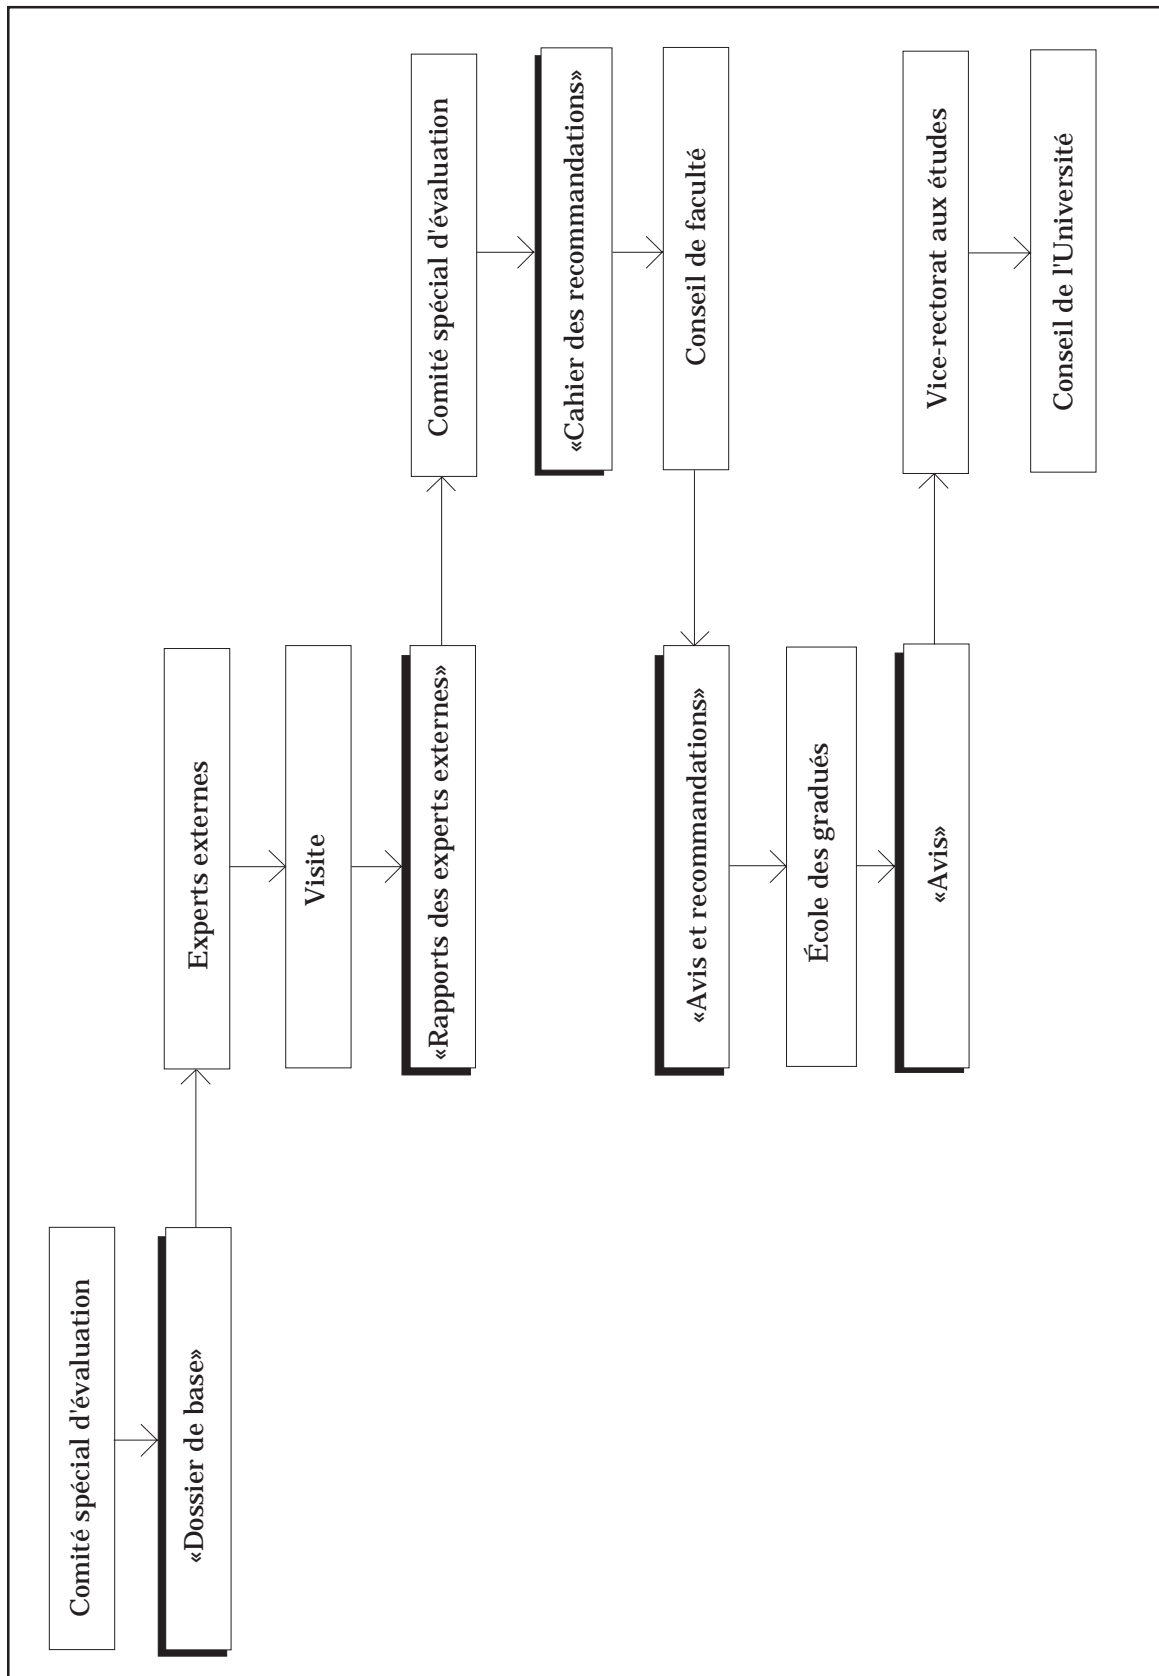 Comité spécial d'évaluation
«Dossier de base»
Experts externes
Visite
«Rapports des experts externes»
Comité spécial d'évaluation
«Cahier des recommandations»
Conseil de faculté
«Avis et recommandations»
École des gradués
«Avis»
Vice-rectorat aux études
Conseil de l'Université